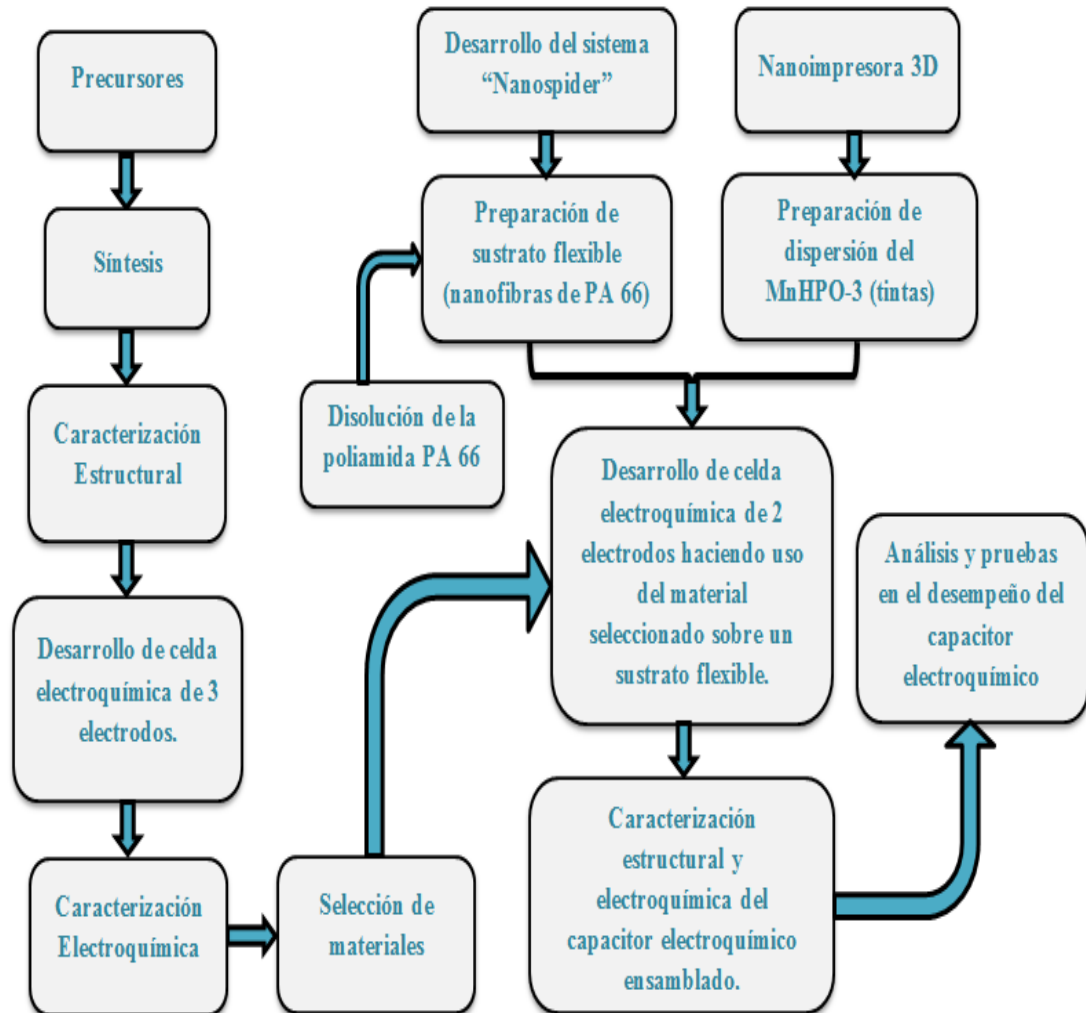 Precursores
Síntesis
Caracterización
Estructural
Desarrollo de celda
electroquímica de 3
electrodos.
Caracterización
Electroquímica
Selección de
materiales
Desarrollo del sistema
“Nanospider”
Nanoimpresora 3D
Preparación de
sustrato flexible
(nanofibras de PA 66)
Preparación de
dispersión del
MnHPO-3 (tintas)
Disolución de la
poliamida PA 66
Desarrollo de celda
electroquímica de 2
electrodos haciendo uso
del material
seleccionado sobre un
sustrato flexible.
Caracterización
estructural y
electroquímica del
capacitor electroquímico
ensamblado.
Análisis y pruebas
en el desempeño del
capacitor
electroquímico